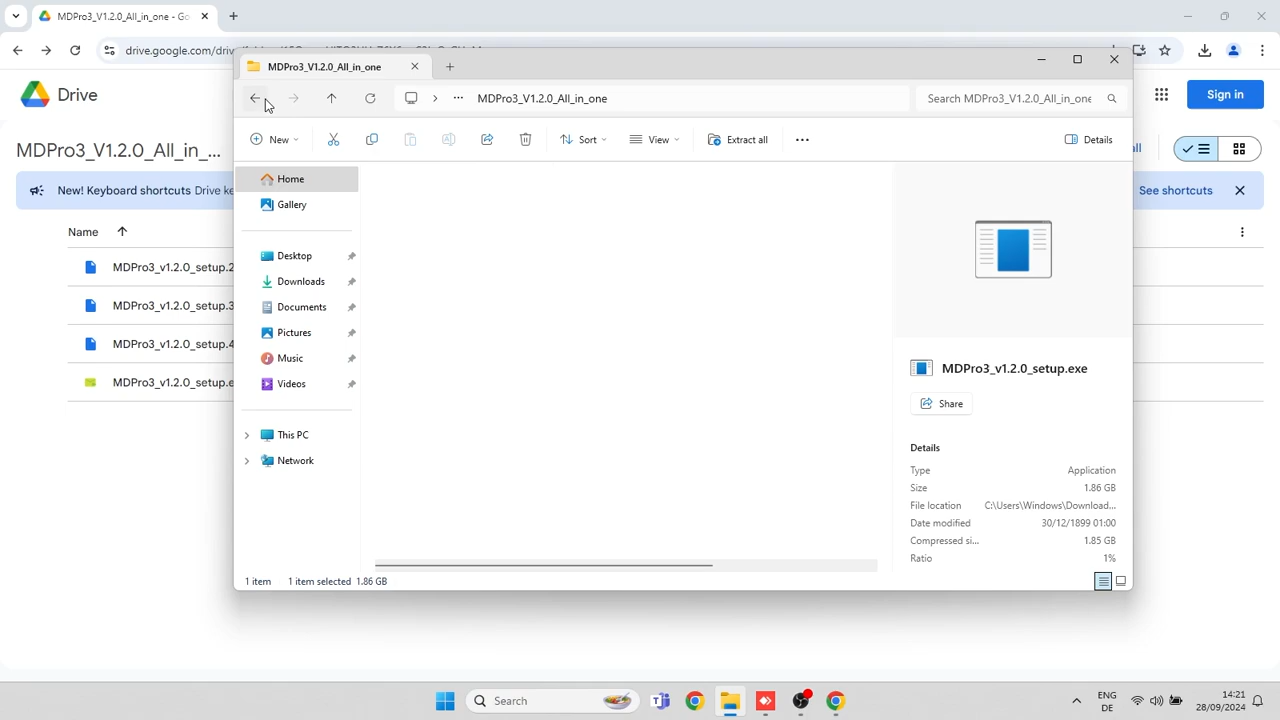 MDPro3_V1.2.0_All_in_one - Go
drive.google.com/driv
MDPro3_V1.2.0_All_in_one
Drive
MDPro3_V1.2.0_All_in_one
Search MDPro3_V1.2.0_All_in_one
Sign in
New
Sort
View
Extract all
Details
MDPro3_V1.2.0_All_in_...
all
New! Keyboard shortcuts Drive ke
See shortcuts
Home
Gallery
Name
Desktop
MDPro3_v1.2.0_setup.2
Downloads
MDPro3_v1.2.0_setup.3
Documents
Pictures
MDPro3_v1.2.0_setup.4
Music
MDPro3_v1.2.0_setup.e
Videos
This PC
Network
MDPro3_v1.2.0_setup.exe
Share
Details
Type Application
Size 1.86 GB
File location C:\Users\Windows\Download...
Date modified 30/12/1899 01:00
Compressed si... 1.85 GB
Ratio 1%
1 item 1 item selected 1.86 GB
Search
ENG
DE
14:21
28/09/2024